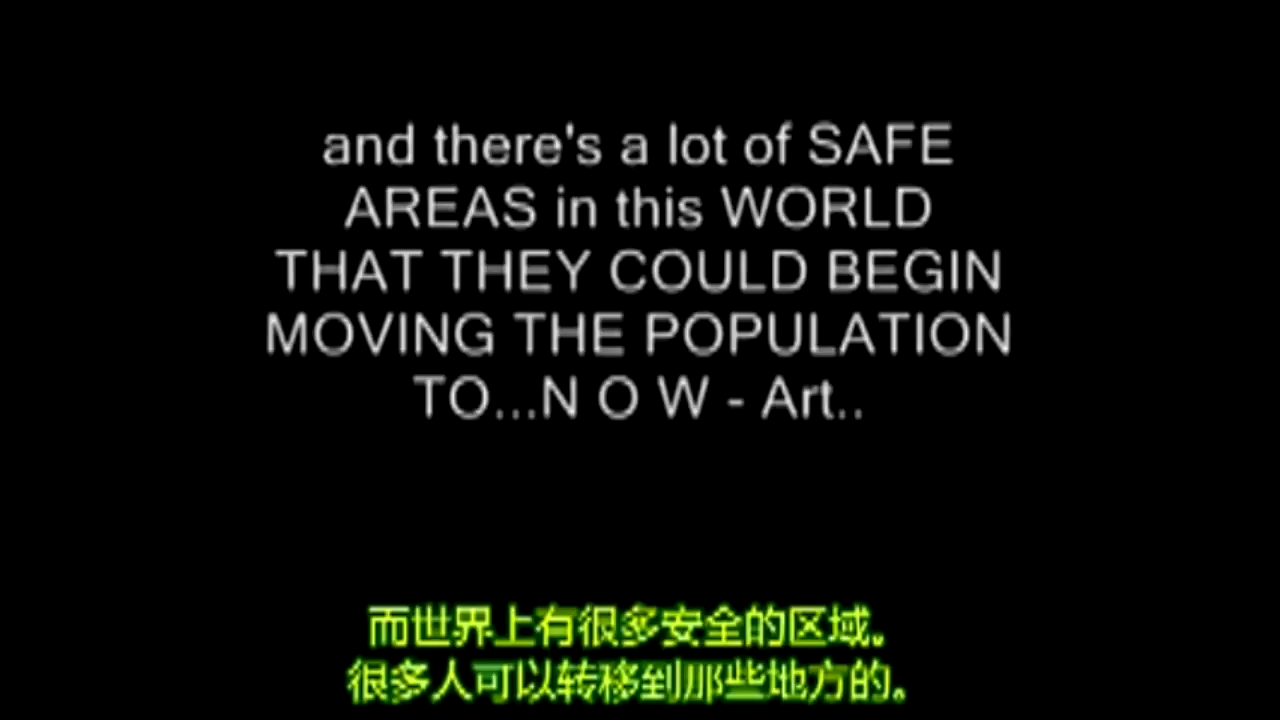 and there's a lot of SAFE
AREAS in this WORLD
THAT THEY COULD BEGIN
MOVING THE POPULATION
TO...N O W - Art..
而世界上有很多安全的区域。
很多人可以转移到那些地方的。